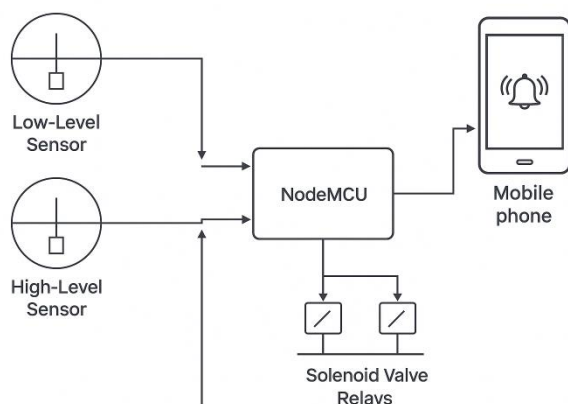 Low-Level
Sensor
High-Level
Sensor
NodeMCU
Mobile
phone
Solenoid Valve
Relays